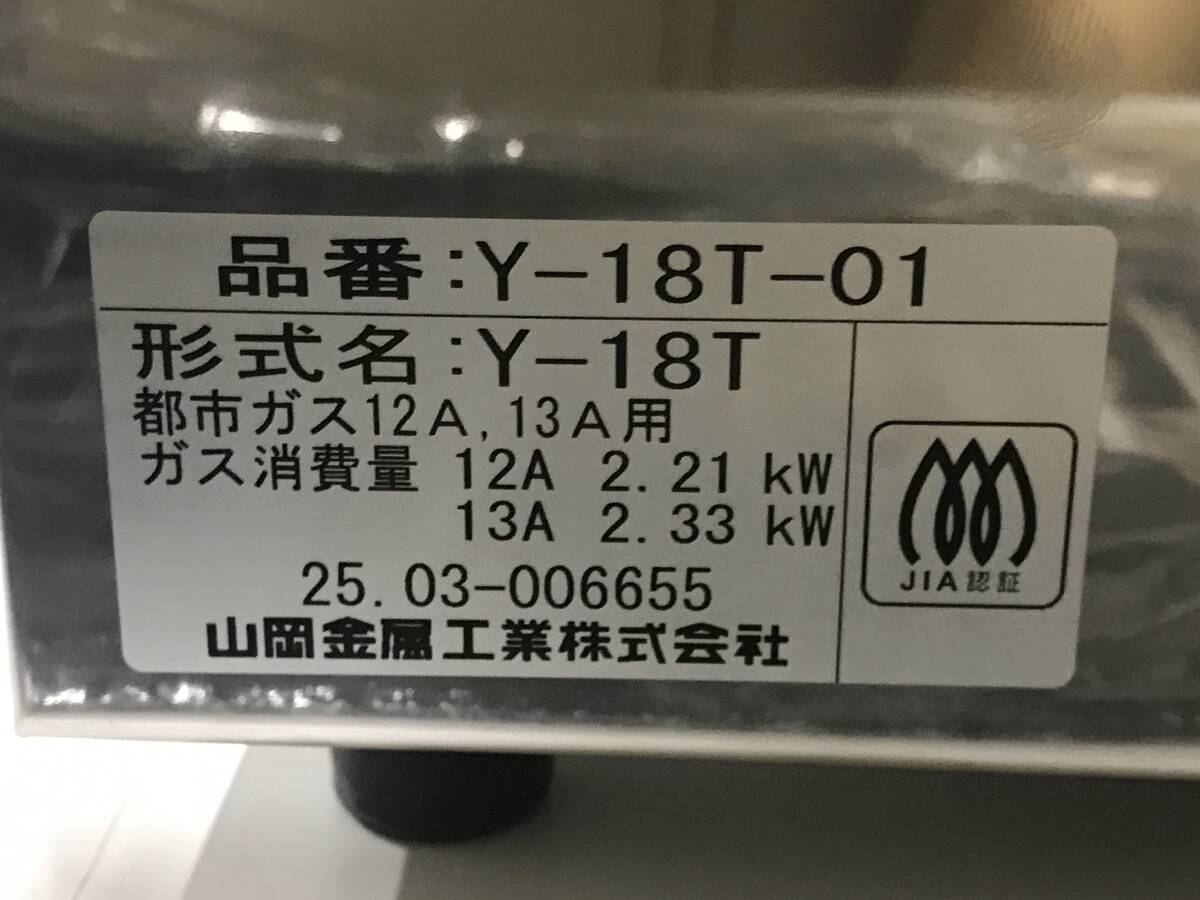 品番:Y-18T-01
形式名:Y-18T
都市ガス12A,13A用
ガス消費量 12A 2.21 kW
13A 2.33 kW
25.03-006655
山岡金属工業株式会社
JIA認証